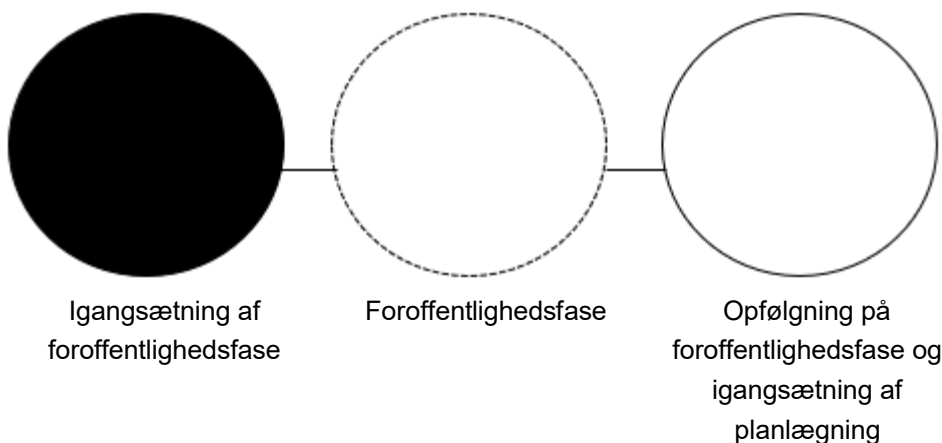 Igangsætning af
foroffentlighedsfase
Foroffentlighedsfase
Opfølgning på
foroffentlighedsfase og
igangsætning af
planlægning